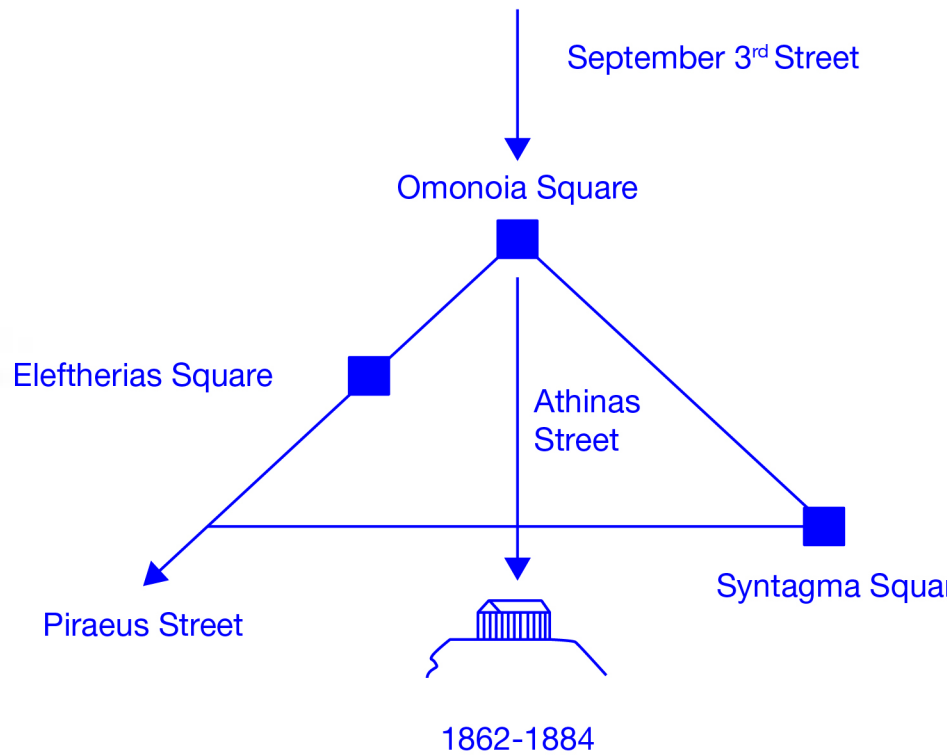 September 3rd Street
Omonoia Square
Eleftherias Square
Athinas
Street
Syntagma Squar
Piraeus Street
1862-1884